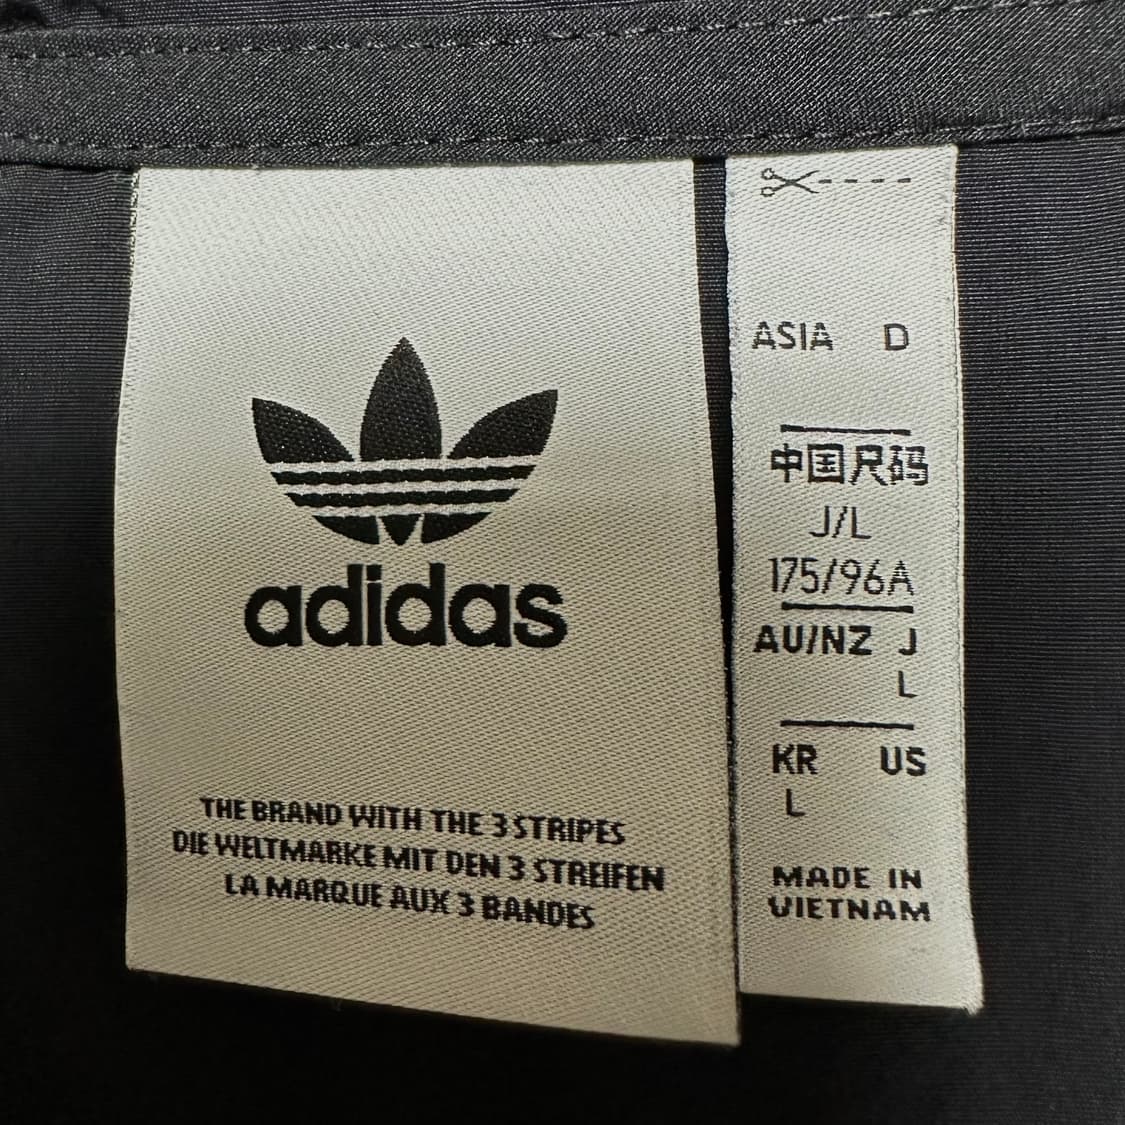 adidas
THE BRAND WITH THE 3 STRIPES
DIE WELTMARKE MIT DEN 3 STREIFEN
LA MARQUE AUX 3 BANDES
ASIA D
中国尺码
J/L
175/96A
AU/NZ J
L
KR US
L
MADE IN
VIETNAM